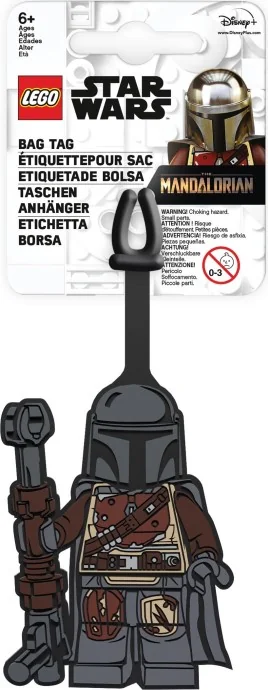 6+
Ages
Ages
Edades
Alter
Età
Disney+
www.DisneyPlus.com
LEGO
STAR
WARS
BAG TAG
ÉTIQUETTEPOUR SAC
ETIQUETADE BOLSA
TASCHEN
ANHÄNGER
ETICHETTA
BORSA
THE
MANDALORIAN
WARNING! Choking hazard.
Small parts.
ATTENTION! Risque
d'étouffement Petites pièces.
¡ADVERTENCIA! Riesgo de asfixia.
Piezas pequeñas.
ACHTUNG!
Verschluckbare
Kleinteile.
ATTENZIONE!
Pericolo
Soffocamento.
Piccole parti.
0-3